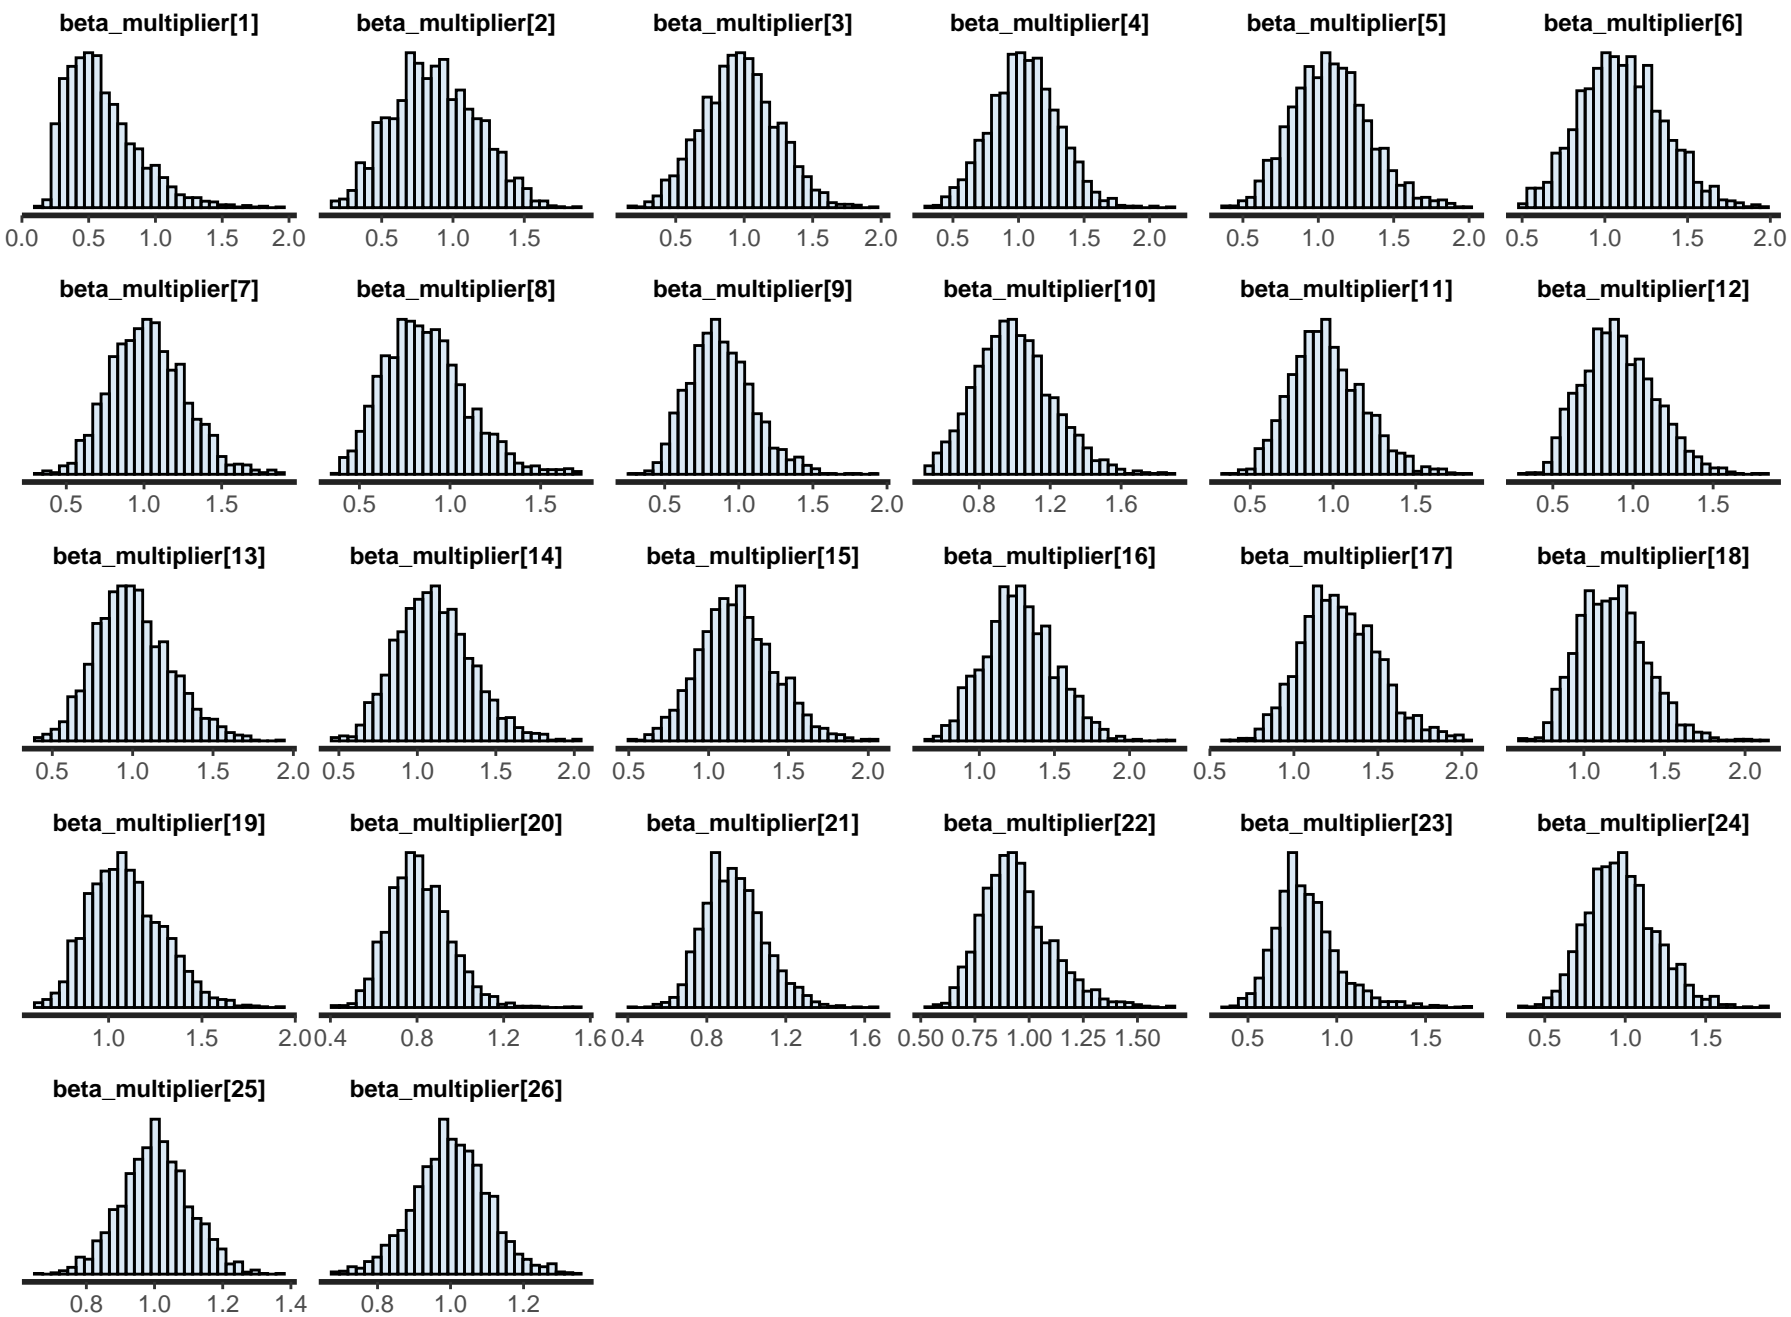 beta_multiplier[1] beta_multiplier[2] beta_multiplier[3] beta_multiplier[4] beta_multiplier[5] beta_multiplier[6]
0.0 0.5 1.0 1.5 2.0 0.5 1.0 1.5 0.5 1.0 1.5 2.0 0.5 1.0 1.5 2.0 0.5 1.0 1.5 2.0 0.5 1.0 1.5 2.0
beta_multiplier[7] beta_multiplier[8] beta_multiplier[9] beta_multiplier[10] beta_multiplier[11] beta_multiplier[12]
0.5 1.0 1.5 0.5 1.0 1.5 0.5 1.0 1.5 2.0 0.8 1.2 1.6 0.5 1.0 1.5 0.5 1.0 1.5
beta_multiplier[13] beta_multiplier[14] beta_multiplier[15] beta_multiplier[16] beta_multiplier[17] beta_multiplier[18]
0.5 1.0 1.5 2.0 0.5 1.0 1.5 2.0 0.5 1.0 1.5 2.0 1.0 1.5 2.0 0.5 1.0 1.5 2.0 1.0 1.5 2.0
beta_multiplier[19] beta_multiplier[20] beta_multiplier[21] beta_multiplier[22] beta_multiplier[23] beta_multiplier[24]
1.0 1.5 2.0 0.4 0.8 1.2 1.6 0.4 0.8 1.2 1.6 0.50 0.75 1.00 1.25 1.50 0.5 1.0 1.5 0.5 1.0 1.5
beta_multiplier[25] beta_multiplier[26]
0.8 1.0 1.2 1.4 0.8 1.0 1.2